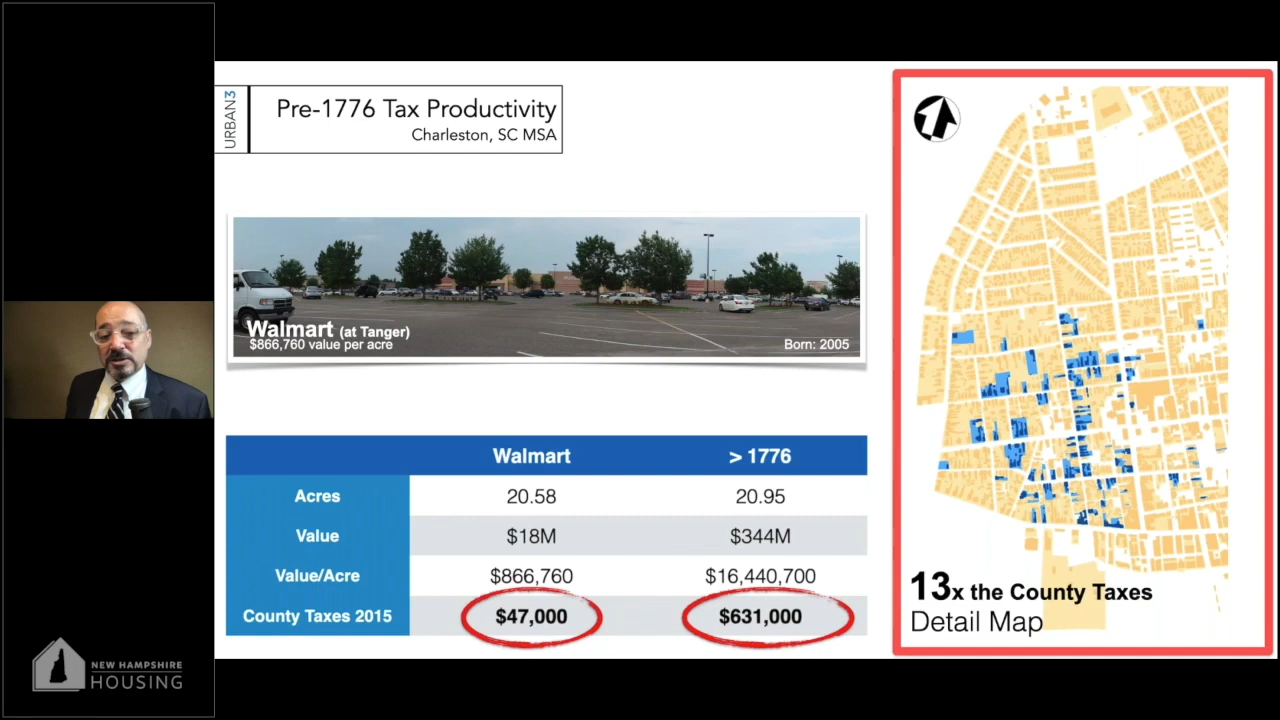 URBAN3
Pre-1776 Tax Productivity
Charleston, SC MSA
Walmart (at Tanger)
$866,760 value per acre
Born: 2005
Walmart > 1776
Acres 20.58 20.95
Value $18M $344M
Value/Acre $866,760 $16,440,700
County Taxes 2015 $47,000 $631,000
13x the County Taxes
Detail Map
NEW HAMPSHIRE
HOUSING